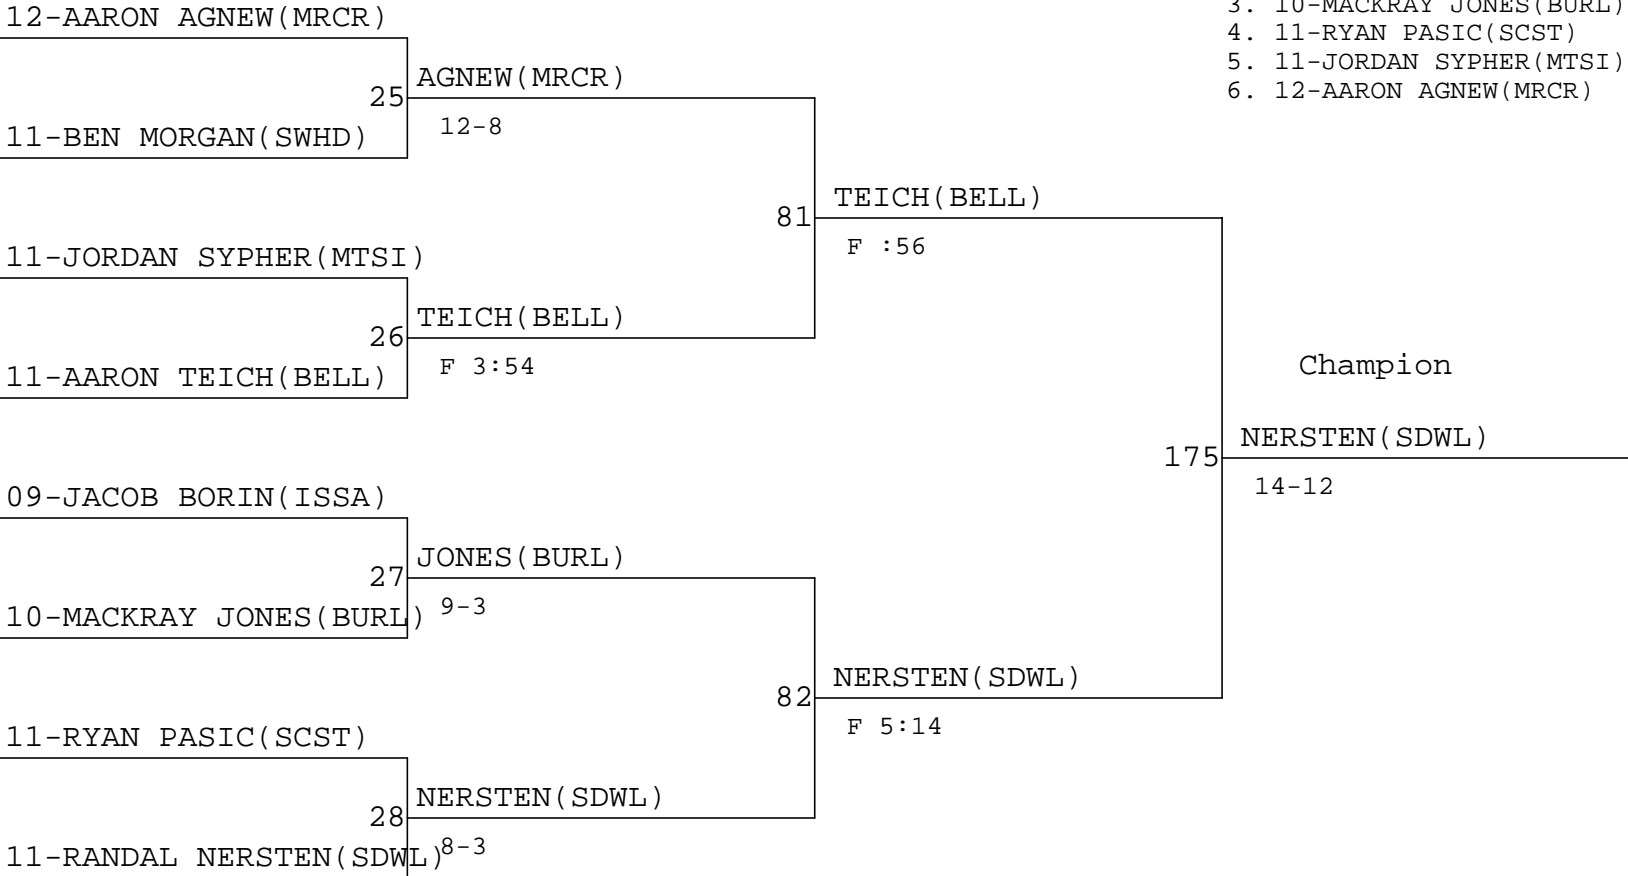 12-AARON AGNEW(MRCR)
25
AGNEW(MRCR)
12-8
11-BEN MORGAN(SWHD)
81
TEICH(BELL)
F :56
11-JORDAN SYPHER(MTSI)
26
TEICH(BELL)
F 3:54
11-AARON TEICH(BELL)
Champion
175
NERSTEN(SDWL)
14-12
09-JACOB BORIN(ISSA)
27
JONES(BURL)
9-3
10-MACKRAY JONES(BURL)
82
NERSTEN(SDWL)
F 5:14
11-RYAN PASIC(SCST)
28
NERSTEN(SDWL)
8-3
11-RANDAL NERSTEN(SDWL)
3. 10-MACKRAY JONES(BURL)
4. 11-RYAN PASIC(SCST)
5. 11-JORDAN SYPHER(MTSI)
6. 12-AARON AGNEW(MRCR)